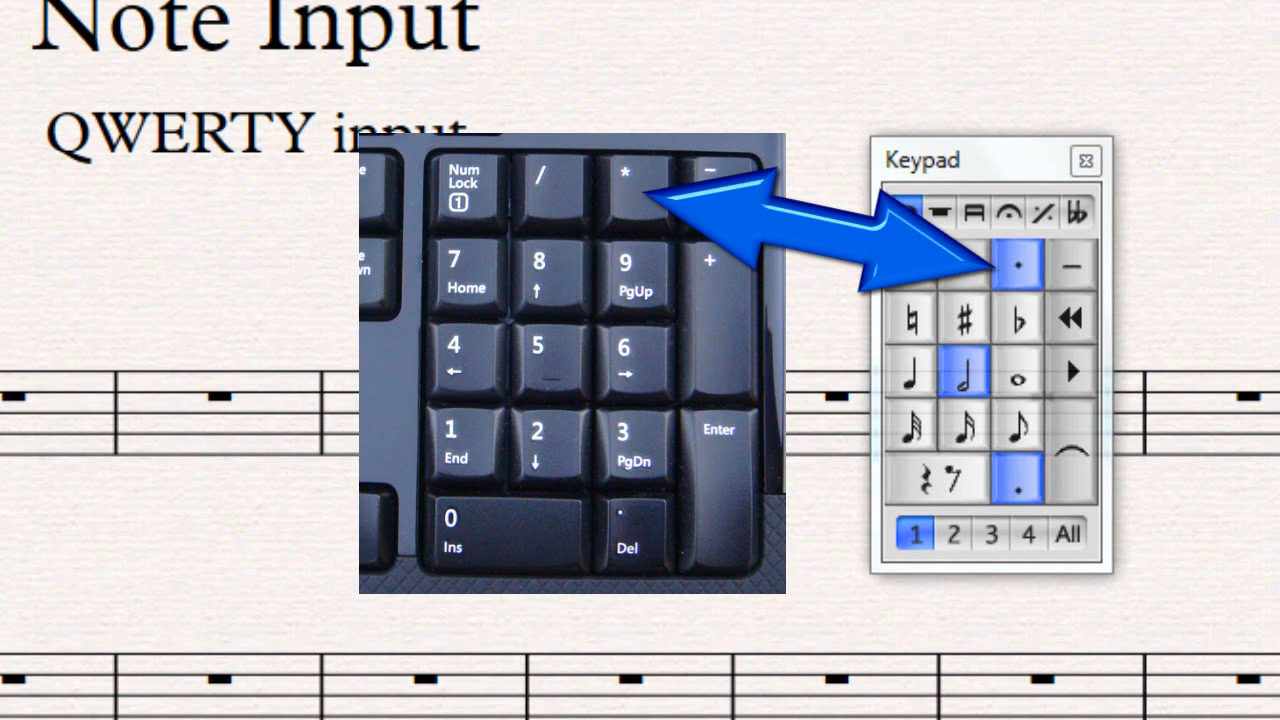 Note Input
QWERTY input
Num
Lock
1
/
*
-
7
Home
8
9
PgUp
+
4
5
6
1
End
2
3
PgDn
Enter
0
Ins
.
Del
Keypad
1 2 3 4 All